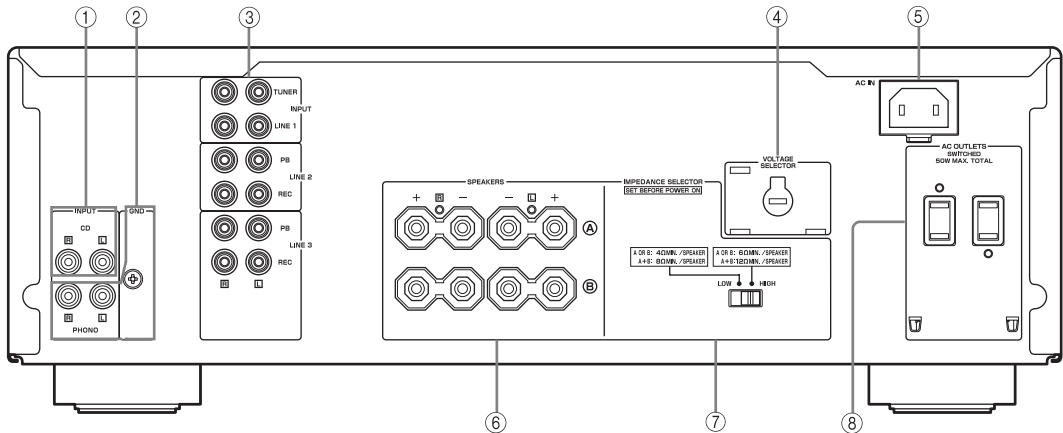 ① ② ③ ④ ⑤
AC IN
TUNER
INPUT
LINE 1
PB
LINE 2
REC
PB
LINE 3
REC
R L
INPUT
CD
R L
R L
PHONO
GND
SPEAKERS
+ R − − L +
A
B
IMPEDANCE SELECTOR
SET BEFORE POWER ON
A OR B: 4ΩMIN. /SPEAKER
A+B: 8ΩMIN. /SPEAKER
A OR B: 6ΩMIN. /SPEAKER
A+B:12ΩMIN. /SPEAKER
LOW HIGH
VOLTAGE
SELECTOR
AC OUTLETS
SWITCHED
50W MAX. TOTAL
⑥ ⑦ ⑧